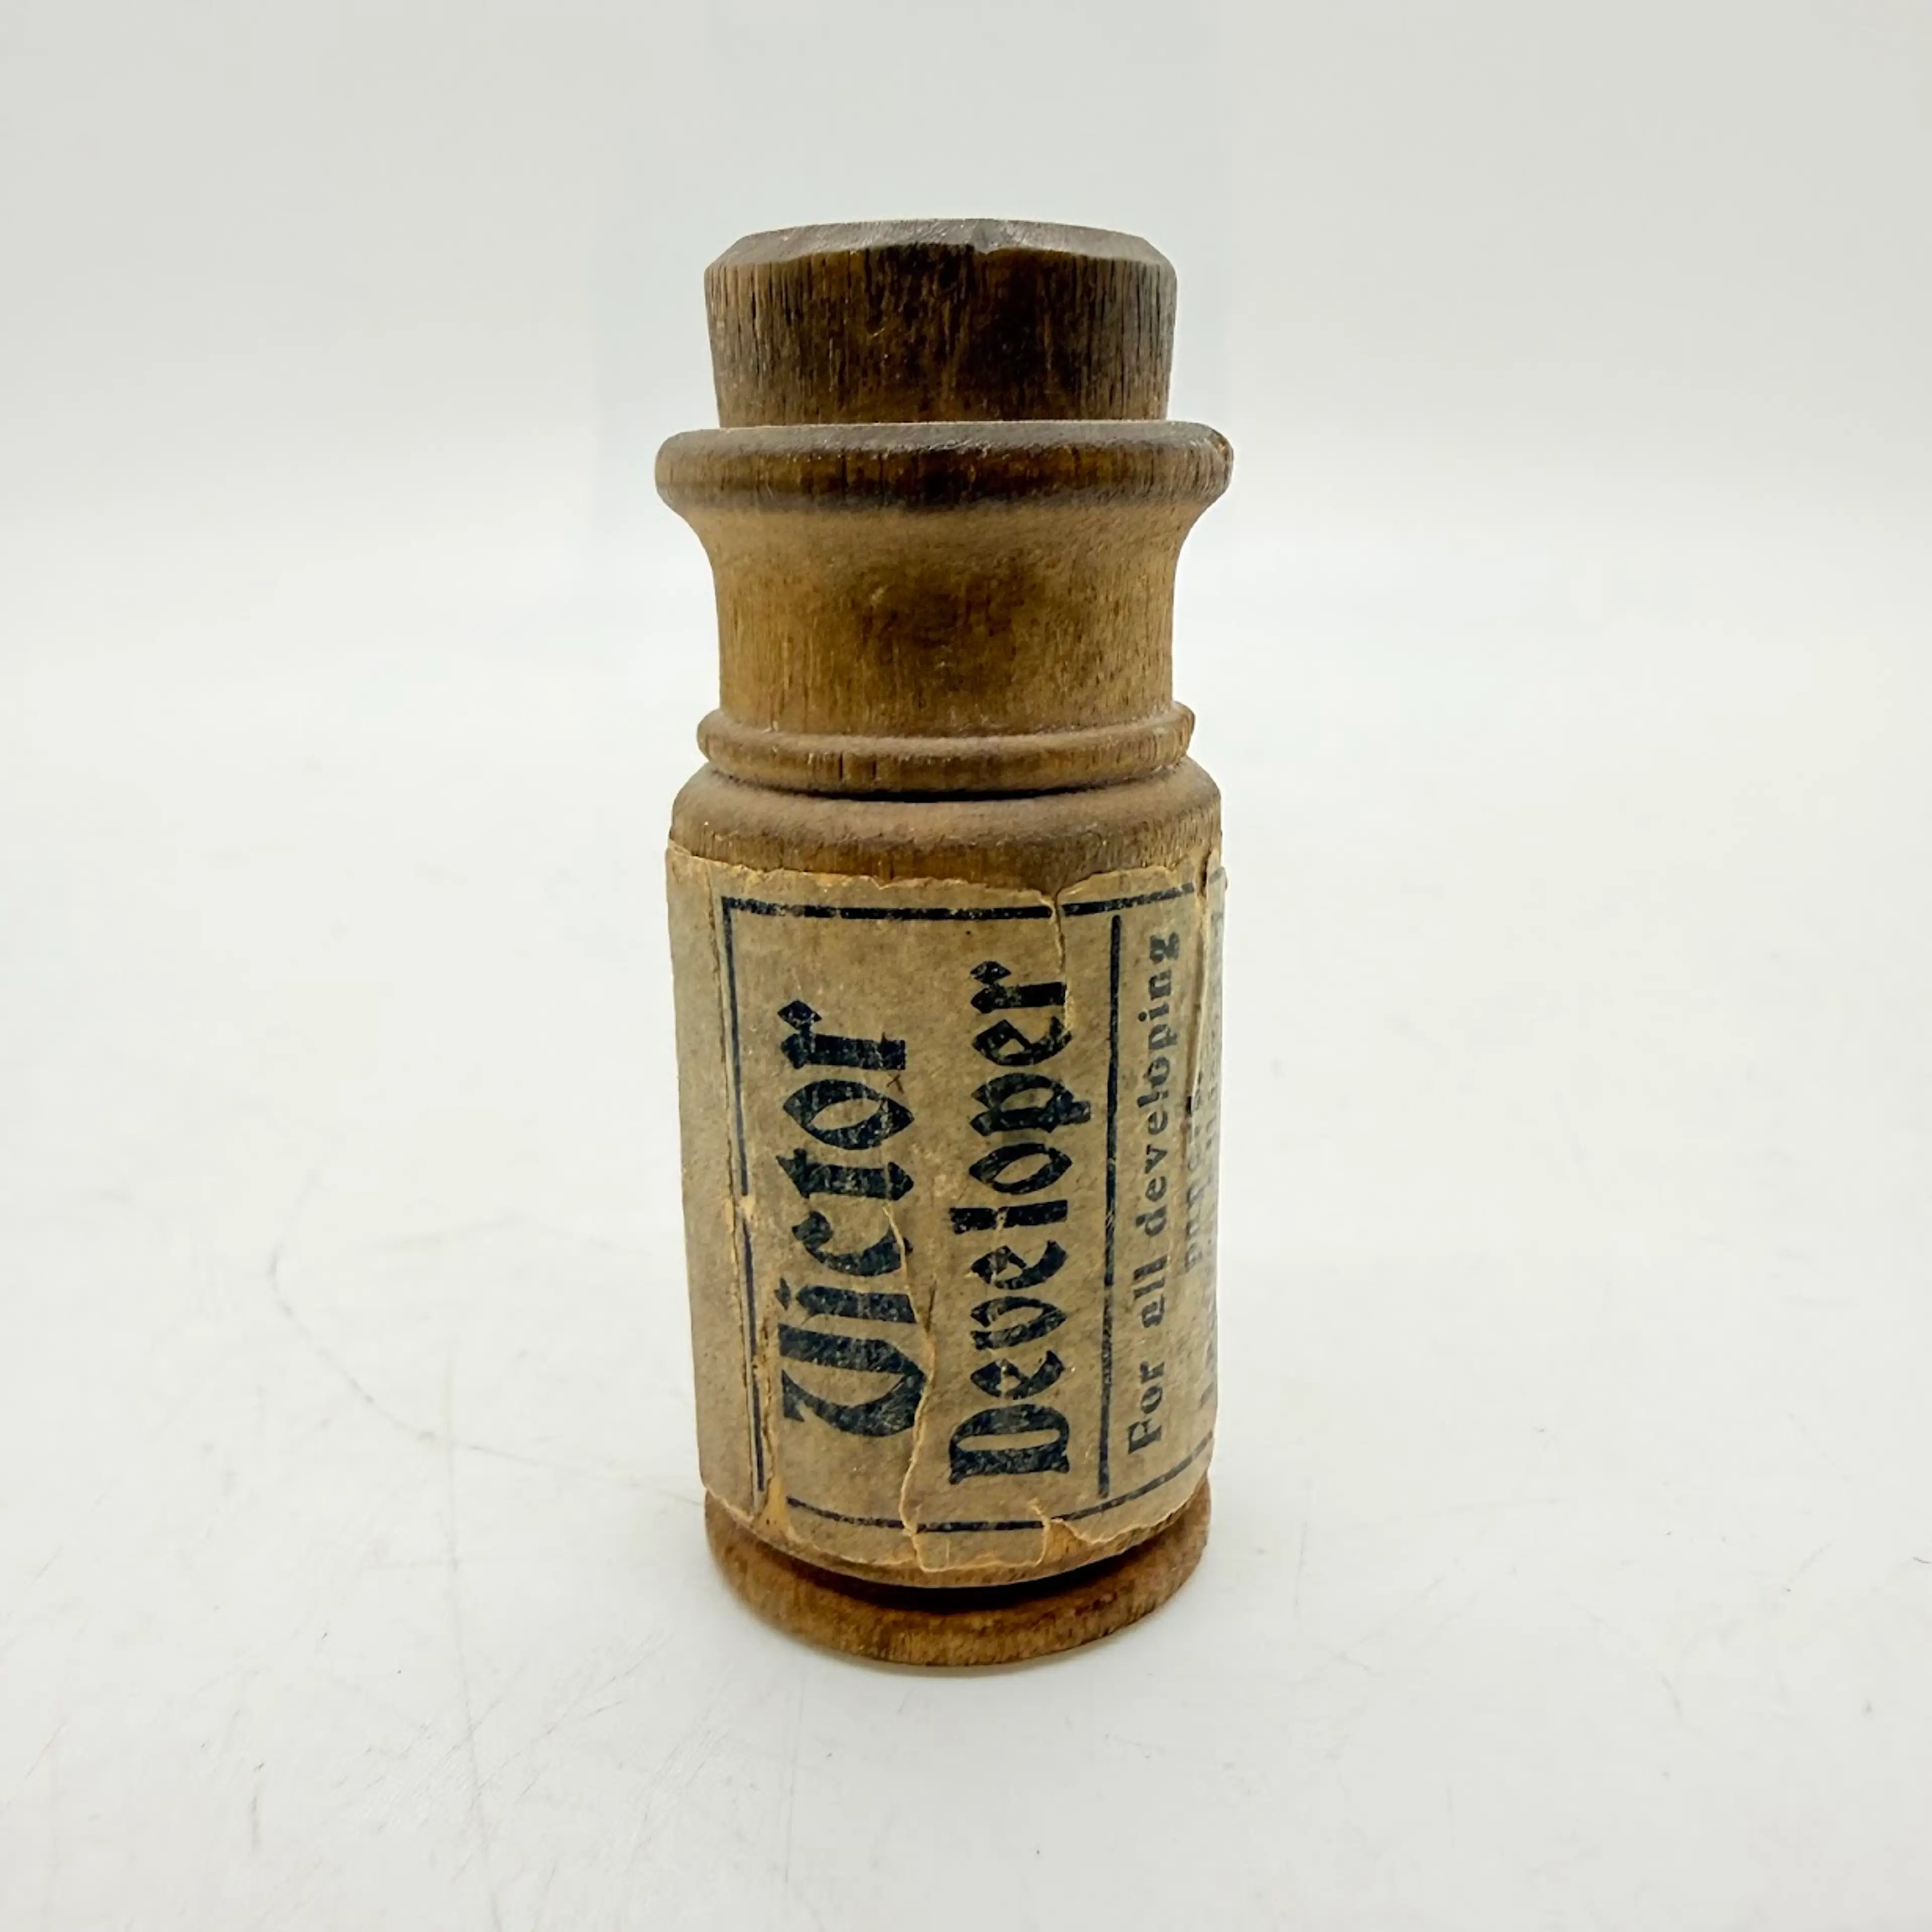 Victor
Developer
For all developing